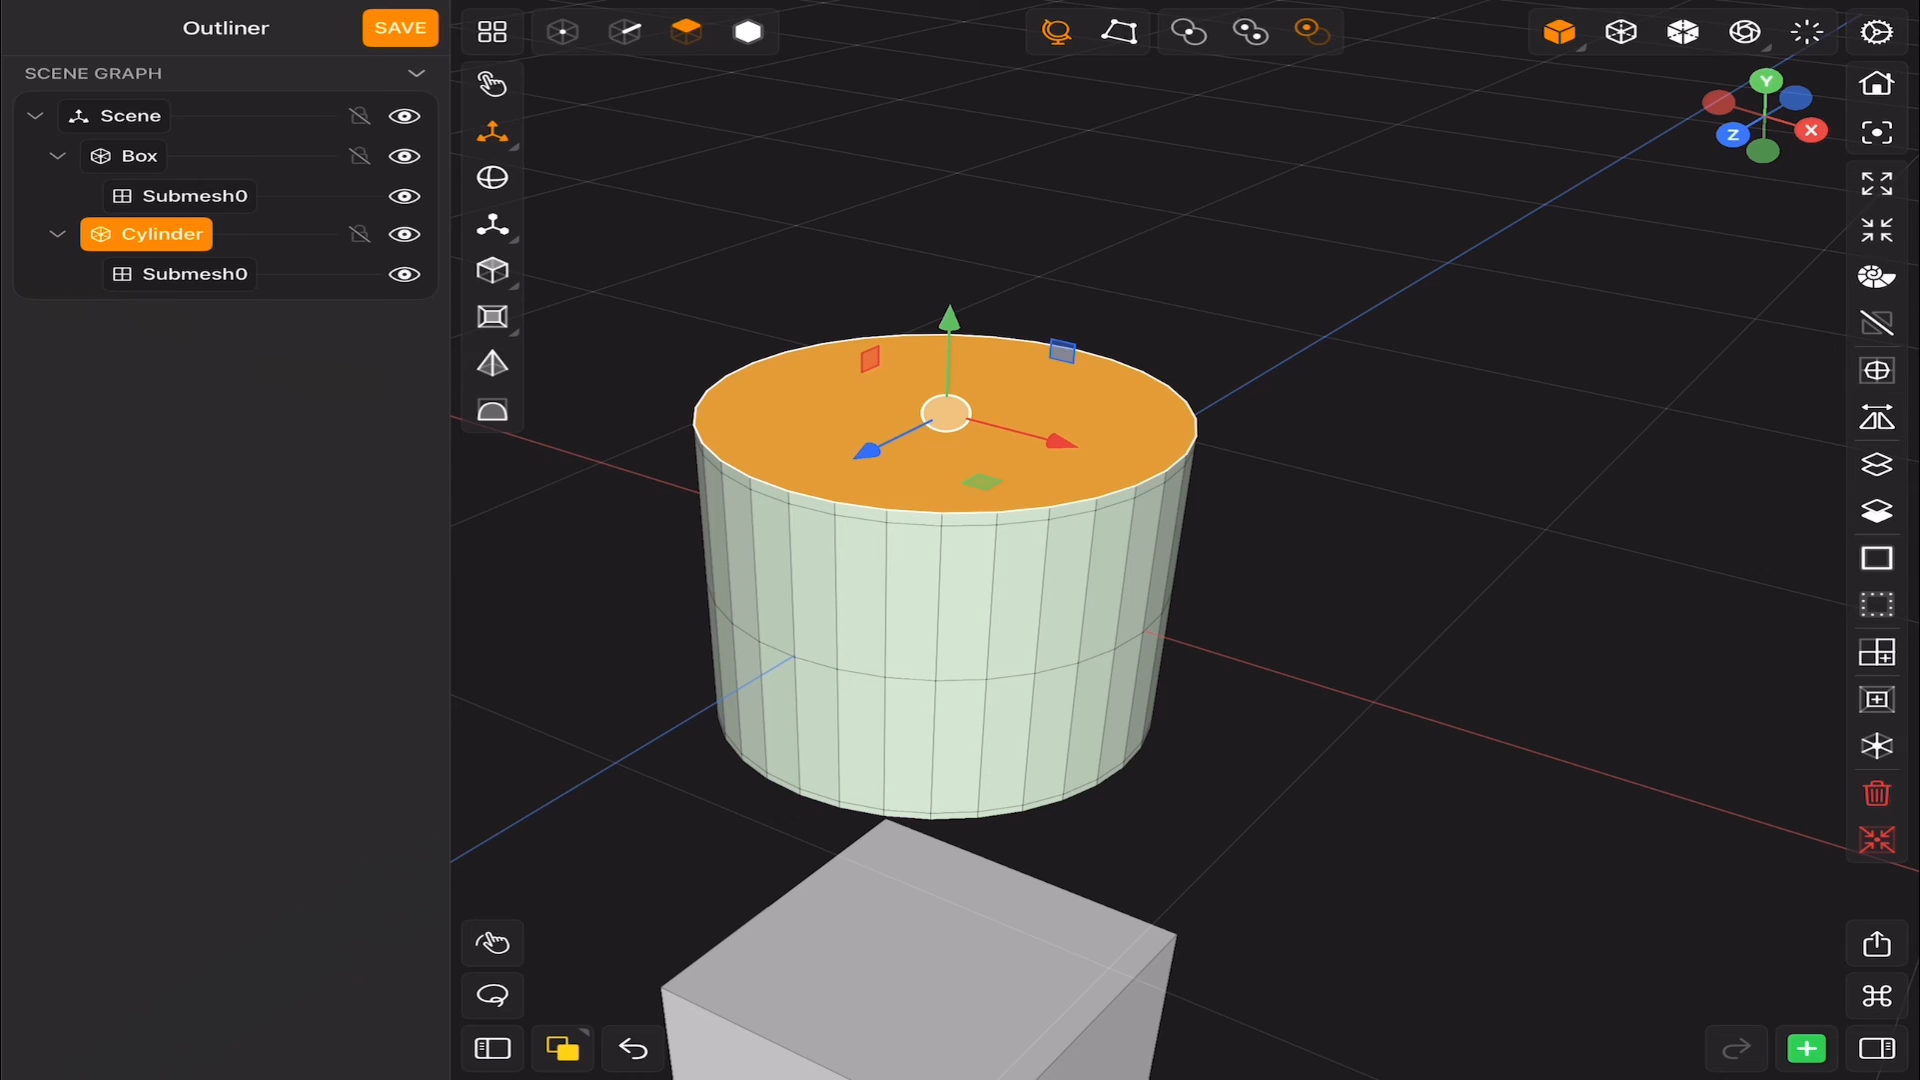 Outliner
SAVE
SCENE GRAPH
Scene
Box
Submesh0
Cylinder
Submesh0
Y
X
Z